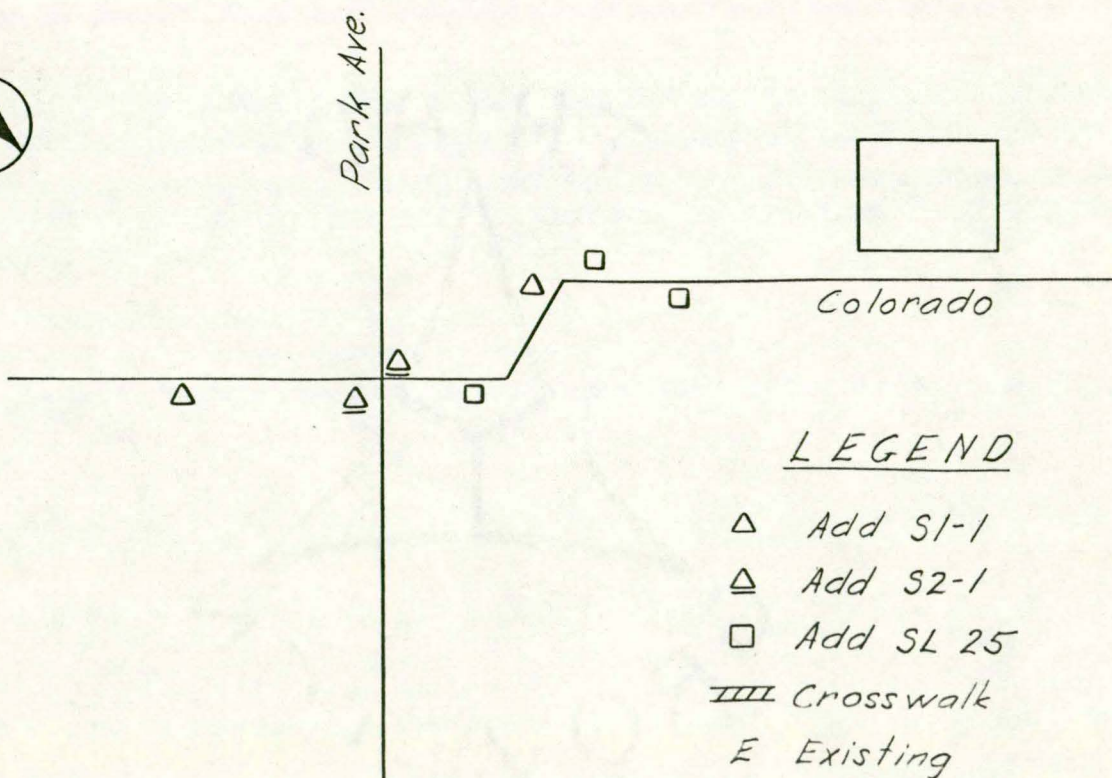 Park Ave.
Colorado
LEGEND
Add S1-1
Add S2-1
Add SL 25
Crosswalk
E Existing